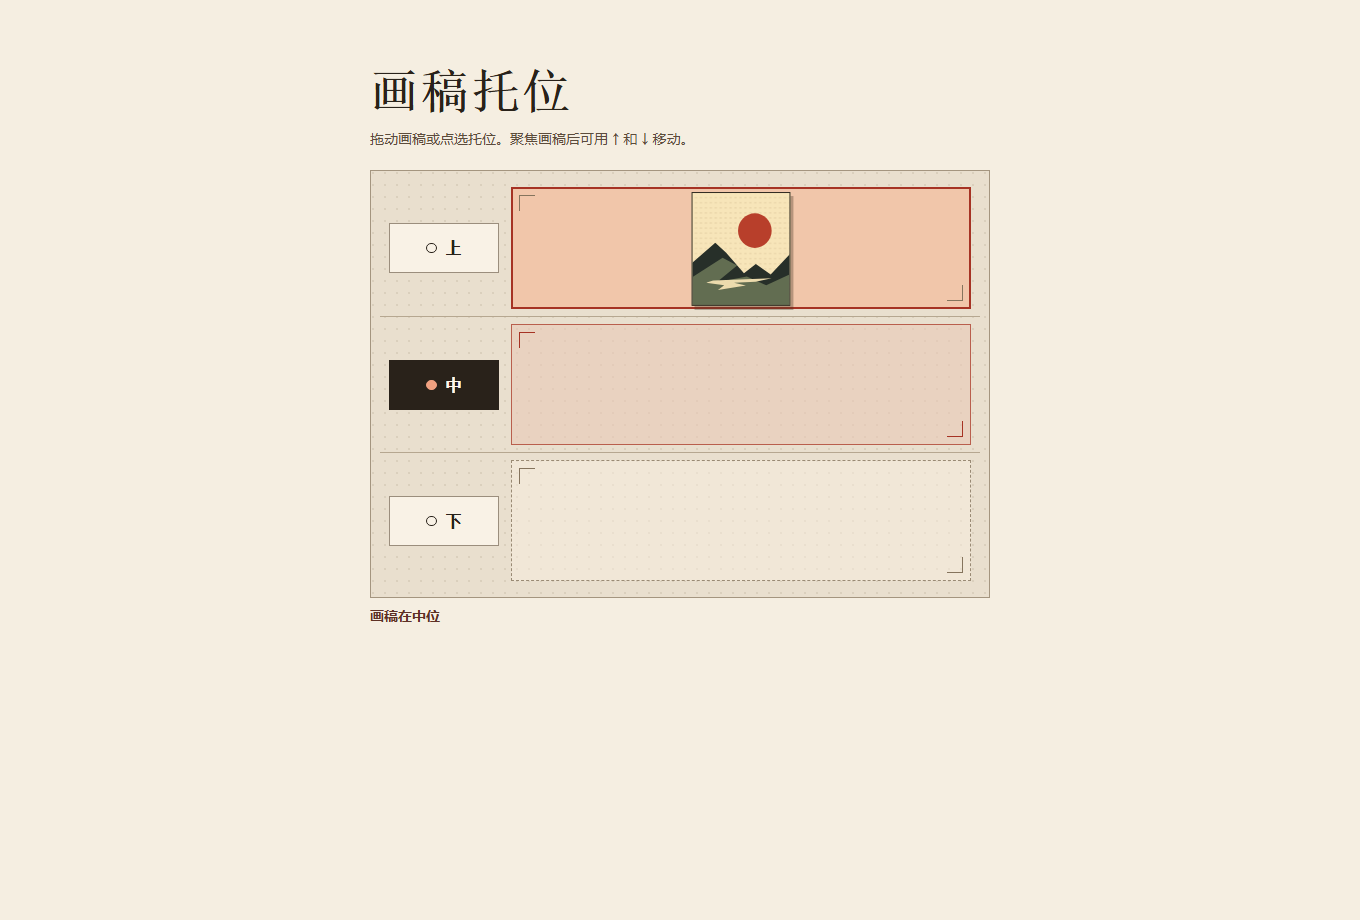 画稿托位
拖动画稿或点选托位。聚焦画稿后可用 ↑ 和 ↓ 移动。
上
中
下
画稿在中位